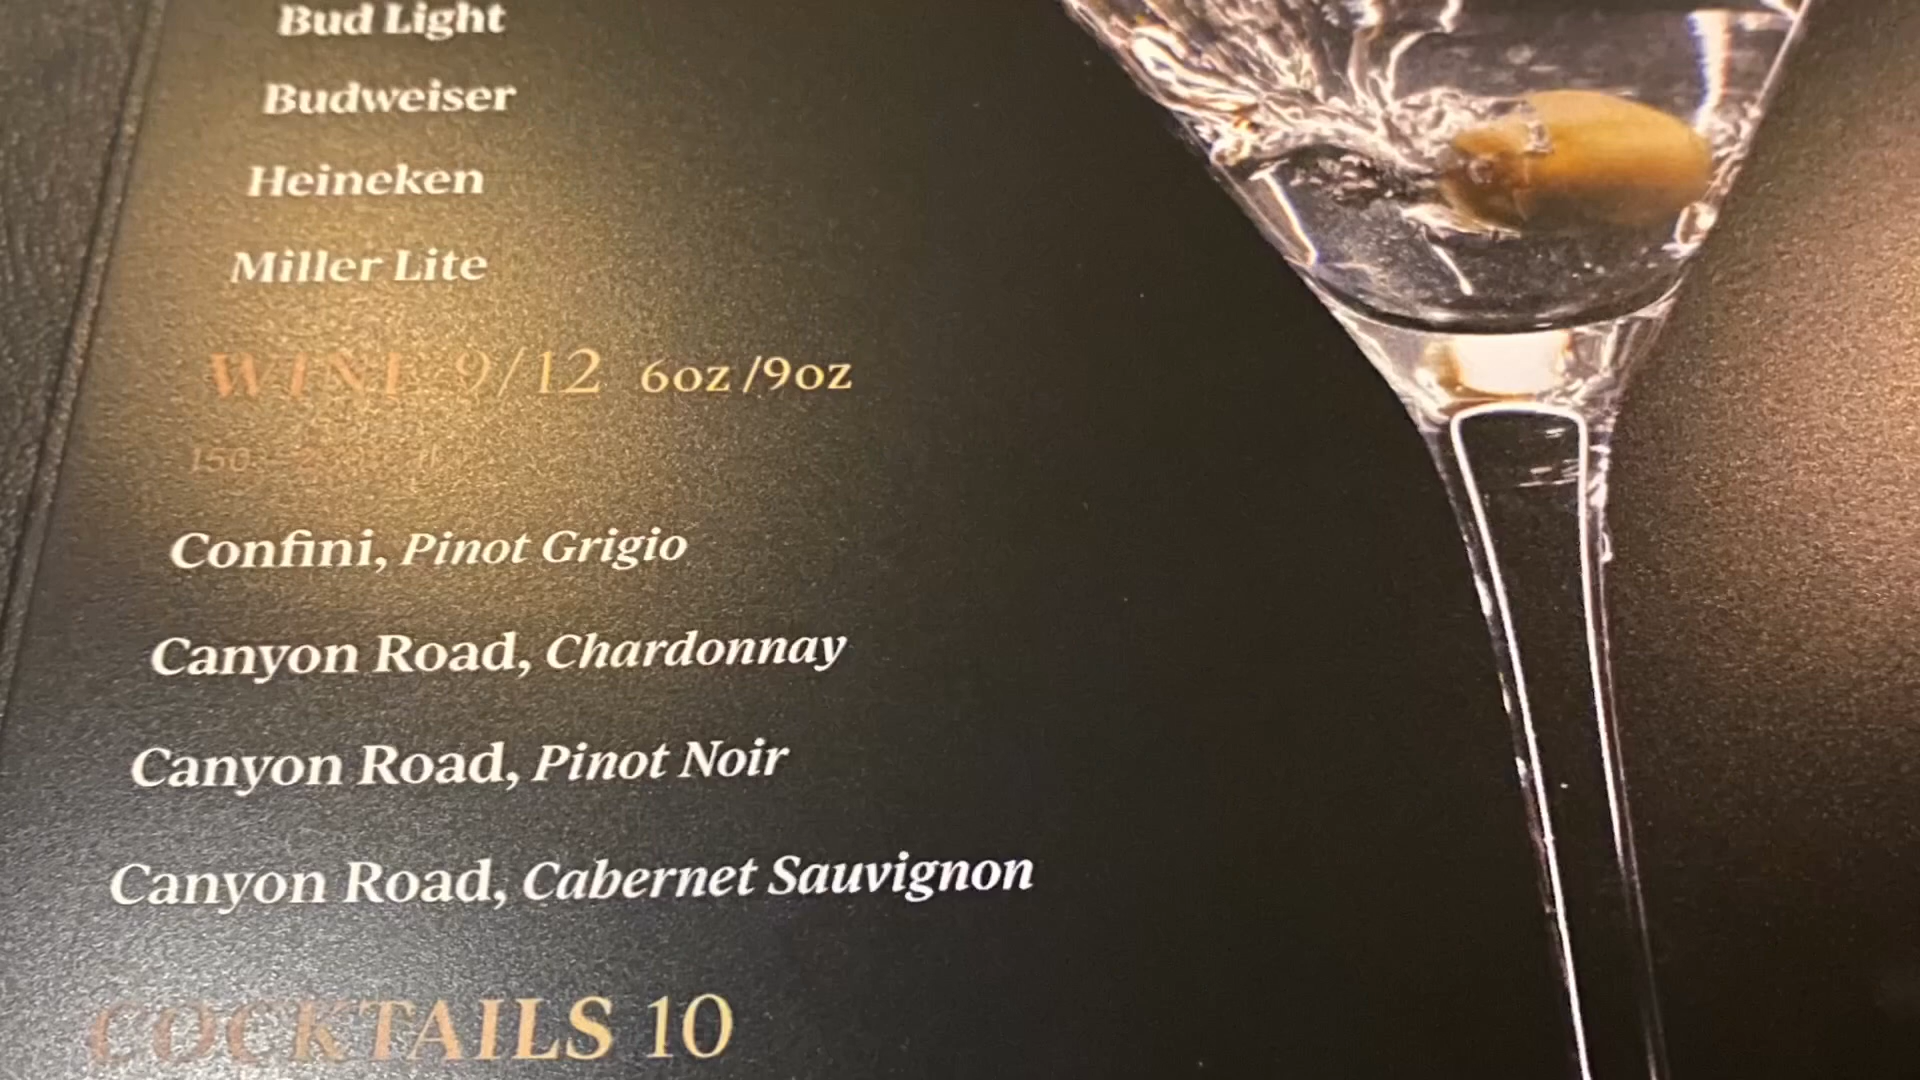 Bud Light
Budweiser
Heineken
Miller Lite
WINE 9/12 6oz/9oz
Confini, Pinot Grigio
Canyon Road, Chardonnay
Canyon Road, Pinot Noir
Canyon Road, Cabernet Sauvignon
COCKTAILS 10